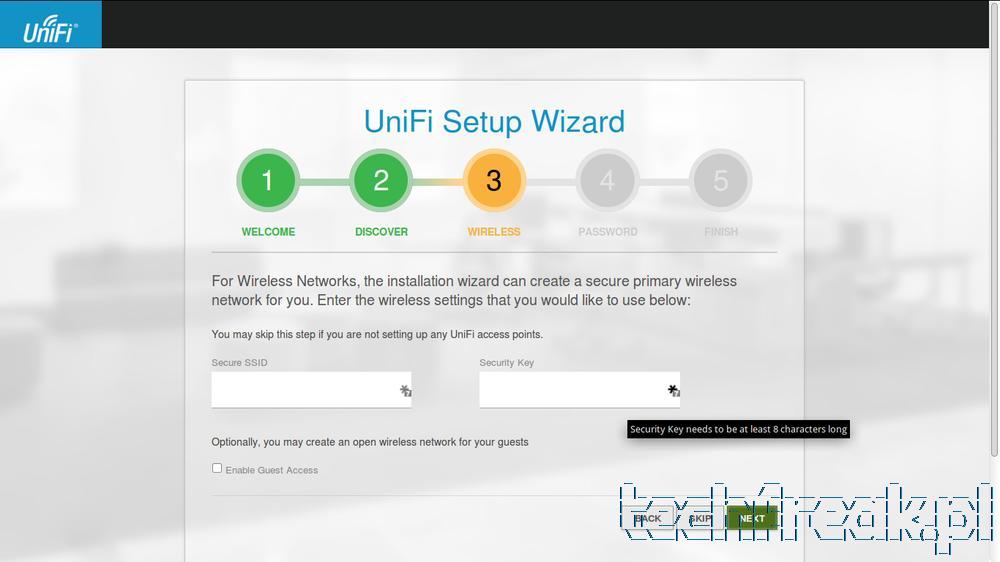 UniFi
UniFi Setup Wizard
1 2 3 4 5
WELCOME DISCOVER WIRELESS PASSWORD FINISH
For Wireless Networks, the installation wizard can create a secure primary wireless
network for you. Enter the wireless settings that you would like to use below:
You may skip this step if you are not setting up any UniFi access points.
Secure SSID Security Key
Security Key needs to be at least 8 characters long
Optionally, you may create an open wireless network for your guests
Enable Guest Access
BACK SKIP NEXT
techfreak.pl